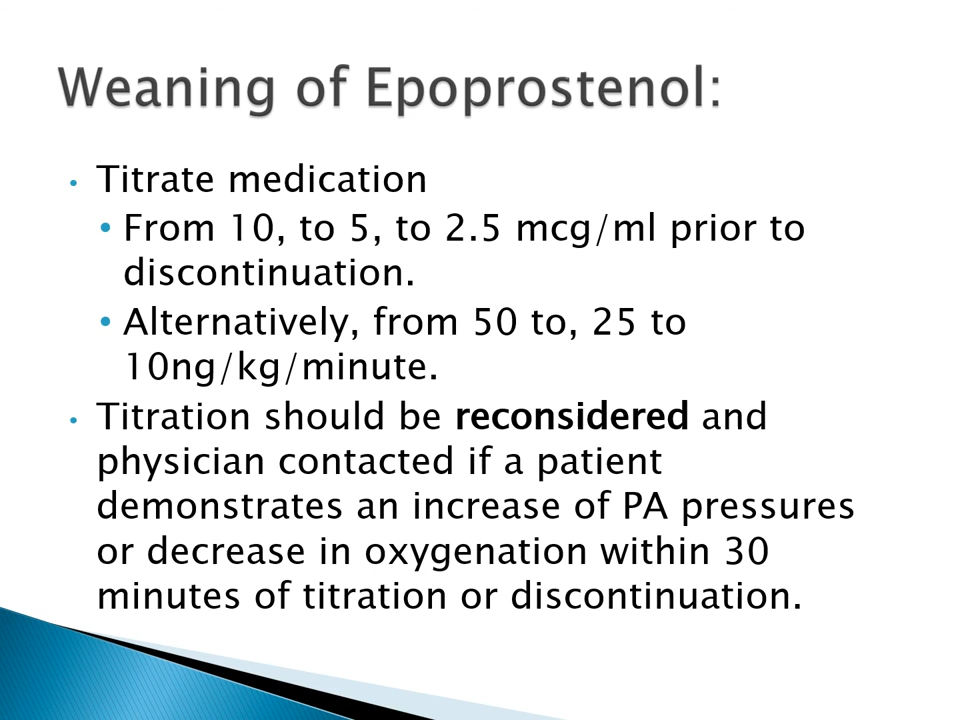 Weaning of Epoprostenol:
• Titrate medication
• From 10, to 5, to 2.5 mcg/ml prior to
discontinuation.
• Alternatively, from 50 to, 25 to
10ng/kg/minute.
• Titration should be reconsidered and
physician contacted if a patient
demonstrates an increase of PA pressures
or decrease in oxygenation within 30
minutes of titration or discontinuation.